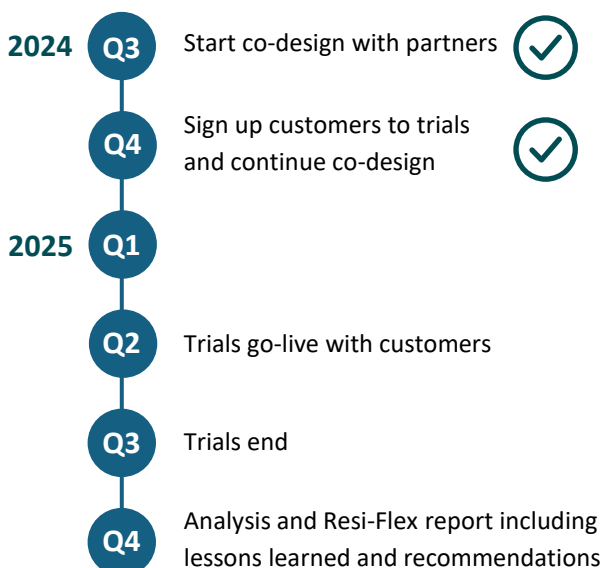 2024 Q3 Start co-design with partners
Q4 Sign up customers to trials
and continue co-design
2025 Q1
Q2 Trials go-live with customers
Q3 Trials end
Q4 Analysis and Resi-Flex report including
lessons learned and recommendations